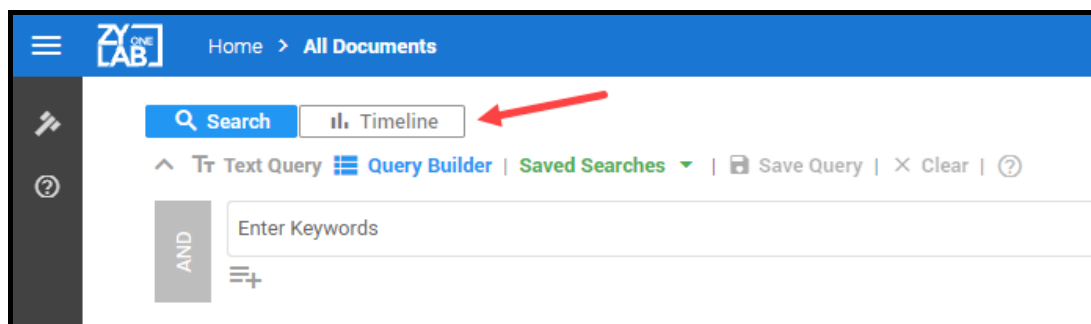 ZY ONE LAB Home > All Documents
Search Timeline
Tт Text Query Query Builder | Saved Searches | Save Query | × Clear | ?
?
Enter Keywords
AND